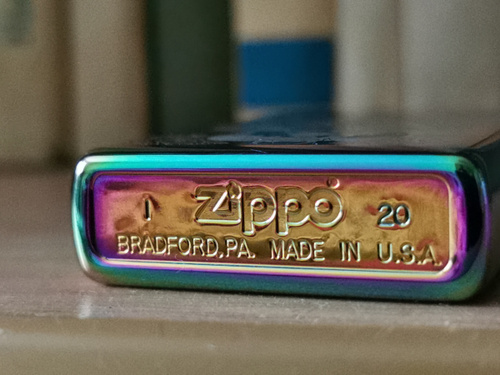 I Zippo 20
BRADFORD,PA. MADE IN U.S.A.